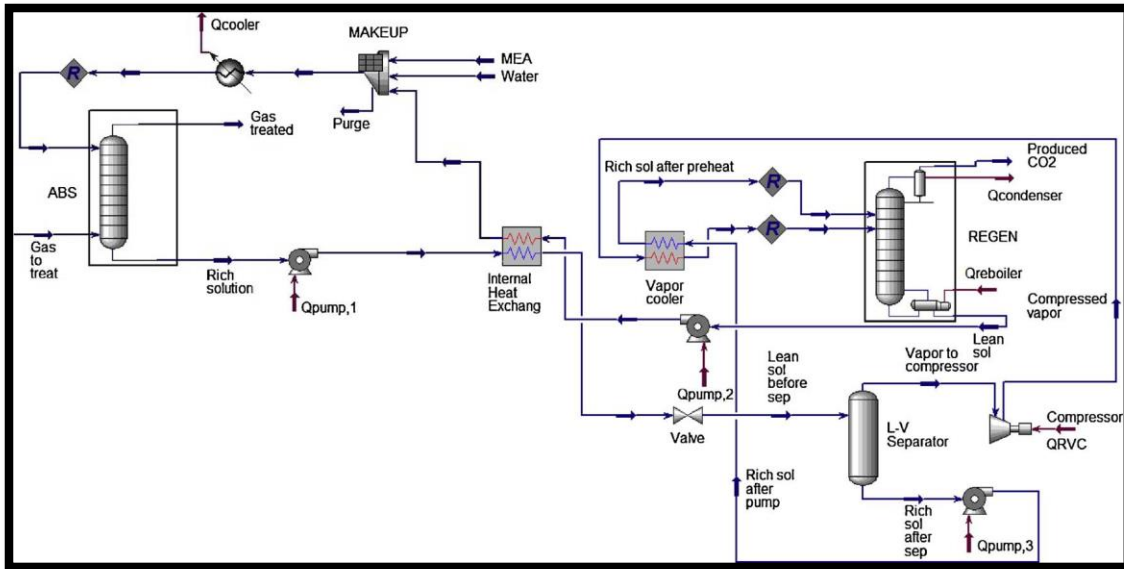 Qcooler
MAKEUP
MEA
Water
Purge
R
Gas
treated
ABS
Gas
to
treat
Rich
solution
Qpump,1
Internal
Heat
Exchang
Rich sol after preheat
R
R
Vapor
cooler
Produced
CO2
Qcondenser
REGEN
Qreboiler
Compressed
vapor
Lean
sol
Qpump,2
Lean
sol
before
sep
Valve
Vapor to
compressor
L-V
Separator
Compressor
QRVC
Rich sol
after
pump
Rich
sol
after
sep
Qpump,3